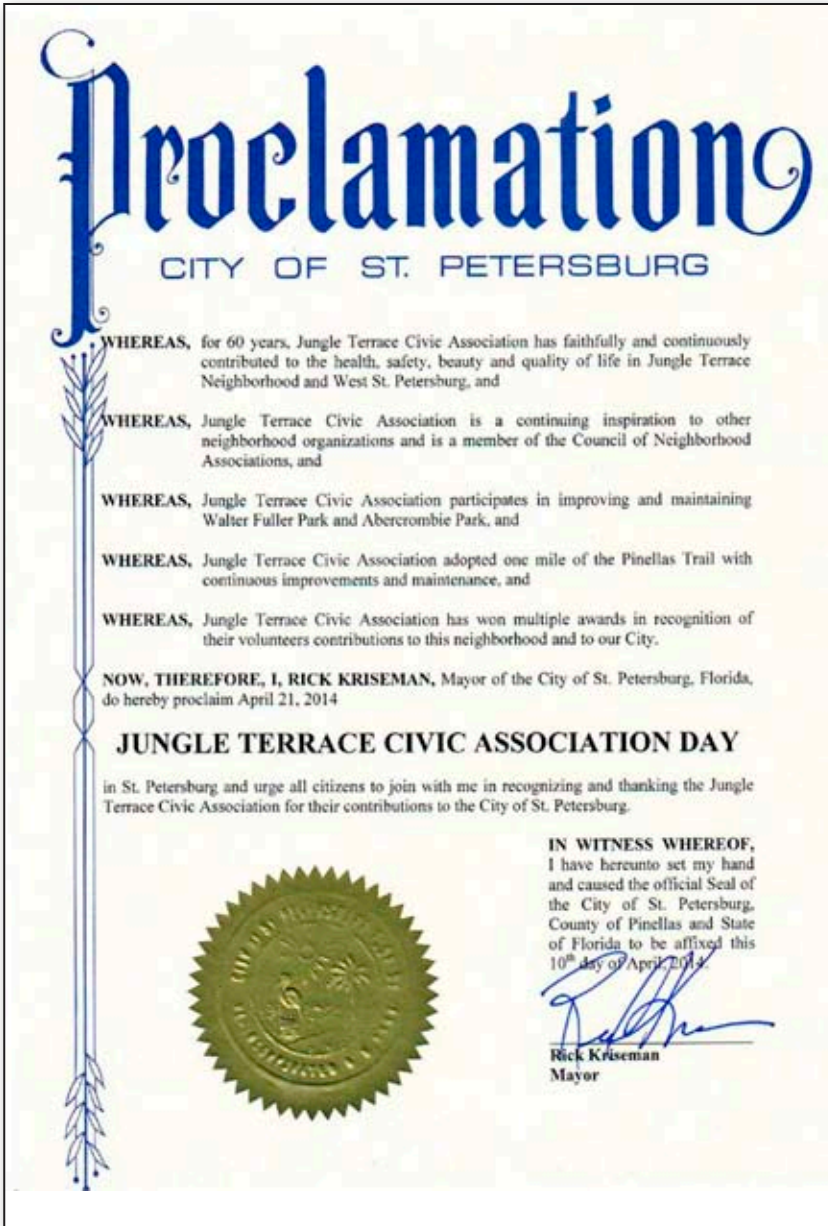 Proclamation
CITY OF ST. PETERSBURG
WHEREAS, for 60 years, Jungle Terrace Civic Association has faithfully and continuously
contributed to the health, safety, beauty and quality of life in Jungle Terrace
Neighborhood and West St. Petersburg, and
WHEREAS, Jungle Terrace Civic Association is a continuing inspiration to other
neighborhood organizations and is a member of the Council of Neighborhood
Associations, and
WHEREAS, Jungle Terrace Civic Association participates in improving and maintaining
Walter Fuller Park and Abercrombie Park, and
WHEREAS, Jungle Terrace Civic Association adopted one mile of the Pinellas Trail with
continuous improvements and maintenance, and
WHEREAS, Jungle Terrace Civic Association has won multiple awards in recognition of
their volunteers contributions to this neighborhood and to our City.
NOW, THEREFORE, I, RICK KRISEMAN, Mayor of the City of St. Petersburg, Florida,
do hereby proclaim April 21, 2014
JUNGLE TERRACE CIVIC ASSOCIATION DAY
in St. Petersburg and urge all citizens to join with me in recognizing and thanking the Jungle
Terrace Civic Association for their contributions to the City of St. Petersburg.
IN WITNESS WHEREOF,
I have hereunto set my hand
and caused the official Seal of
the City of St. Petersburg,
County of Pinellas and State
of Florida to be affixed this
10th day of April, 2014.
Rick Kriseman
Mayor